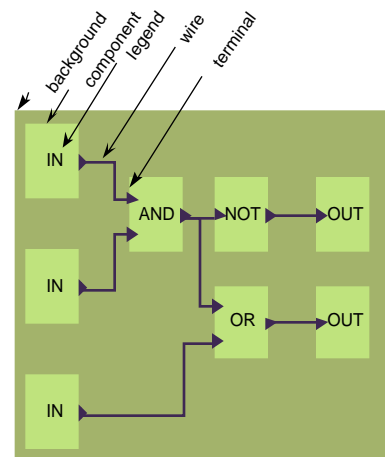 background
component
legend
wire
terminal
IN
AND
NOT
OUT
IN
OR
OUT
IN